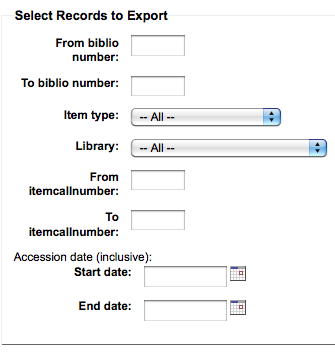 Select Records to Export
From biblio
number:
To biblio number:
Item type: -- All --
Library: -- All --
From
itemcallnumber:
To
itemcallnumber:
Accession date (inclusive):
Start date:
End date: